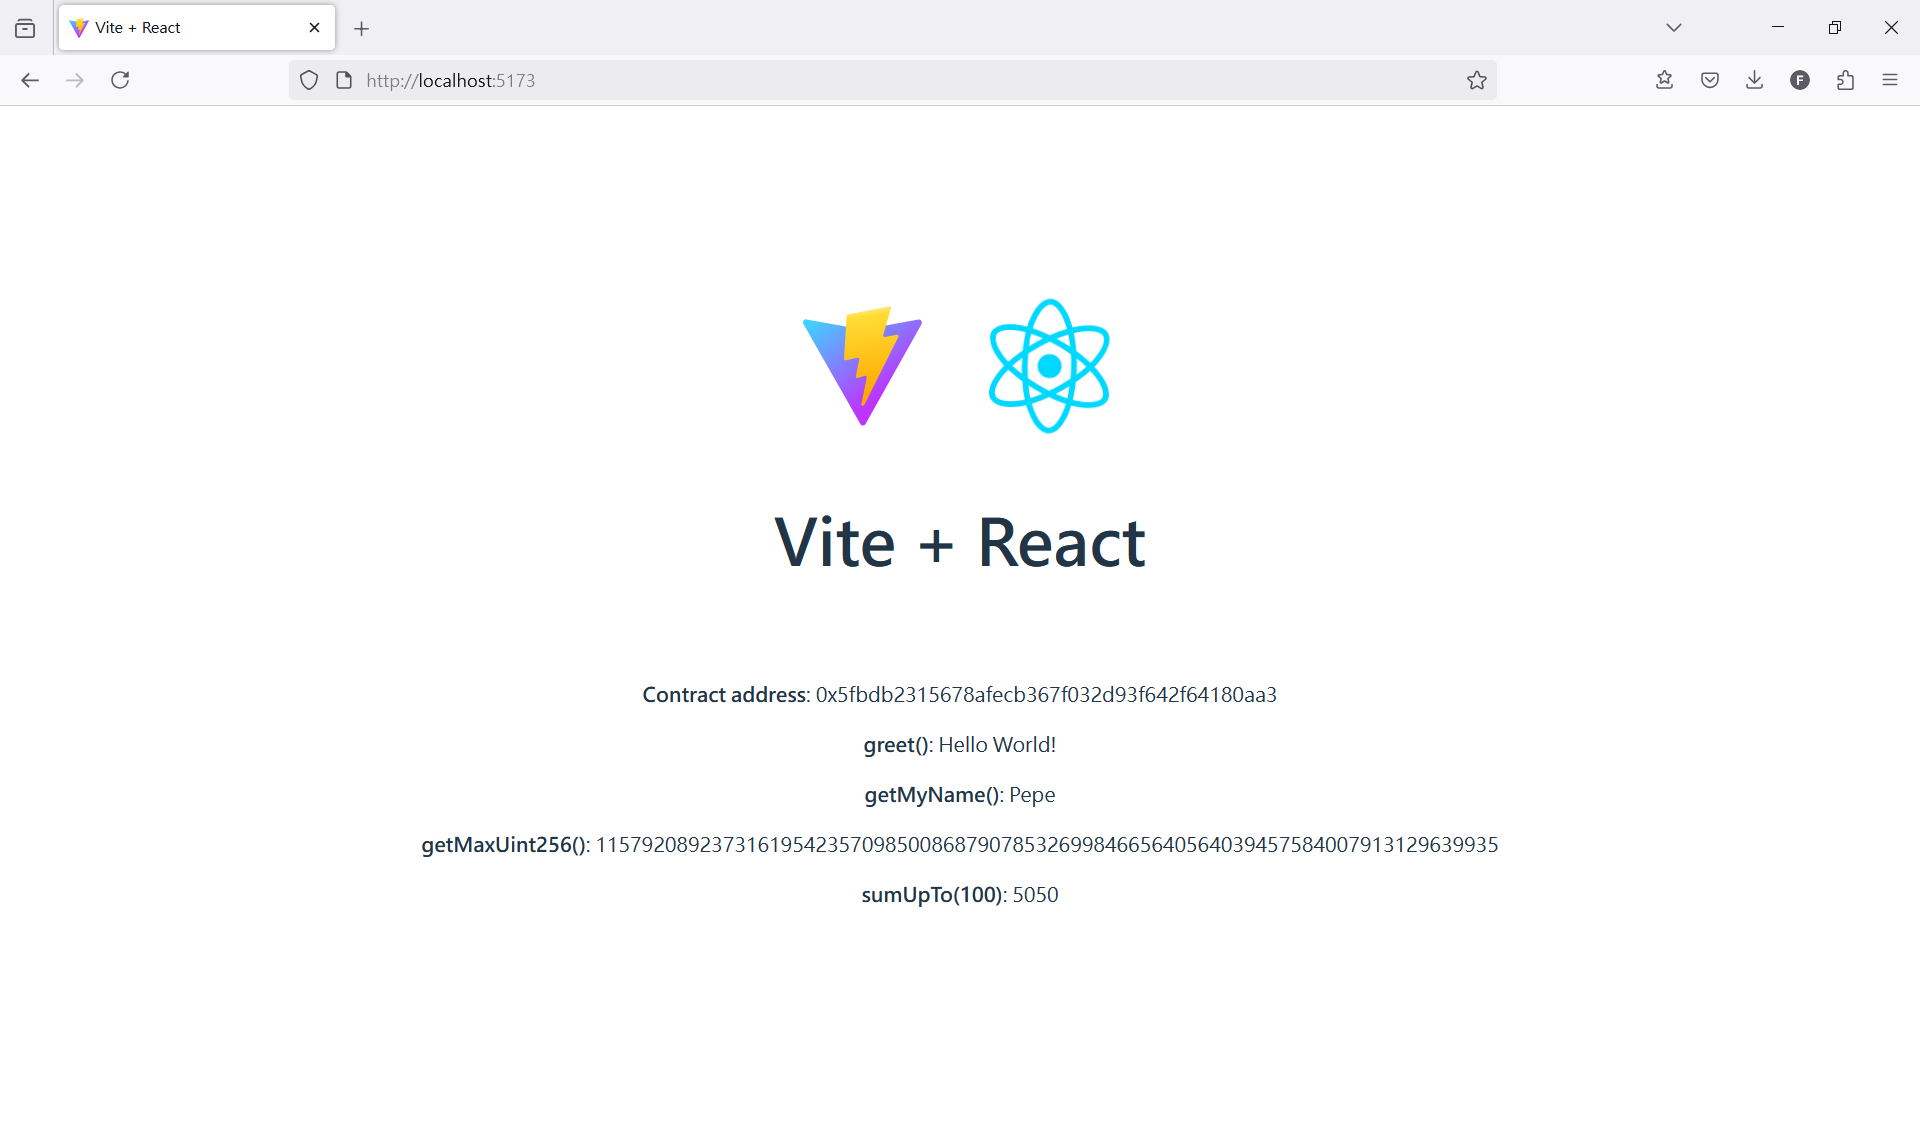 Vite + React
http://localhost:5173
F
Vite + React
Contract address: 0x5fbdb2315678afecb367f032d93f642f64180aa3
greet(): Hello World!
getMyName(): Pepe
getMaxUint256(): 115792089237316195423570985008687907853269984665640564039457584007913129639935
sumUpTo(100): 5050